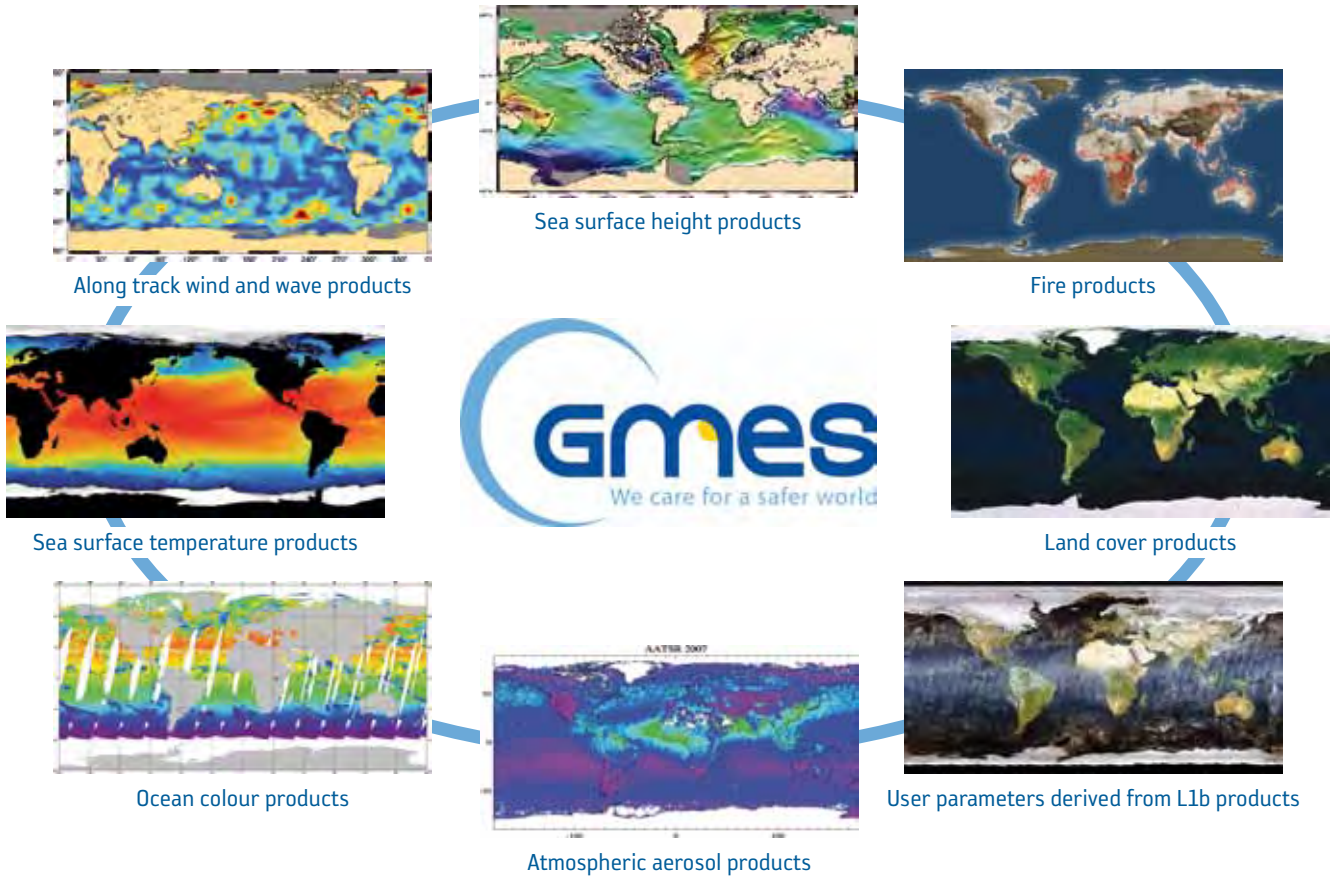 Sea surface height products
Along track wind and wave products
Fire products
GMES
We care for a safer world
Sea surface temperature products
Land cover products
AATSR 2007
Ocean colour products
User parameters derived from L1b products
Atmospheric aerosol products